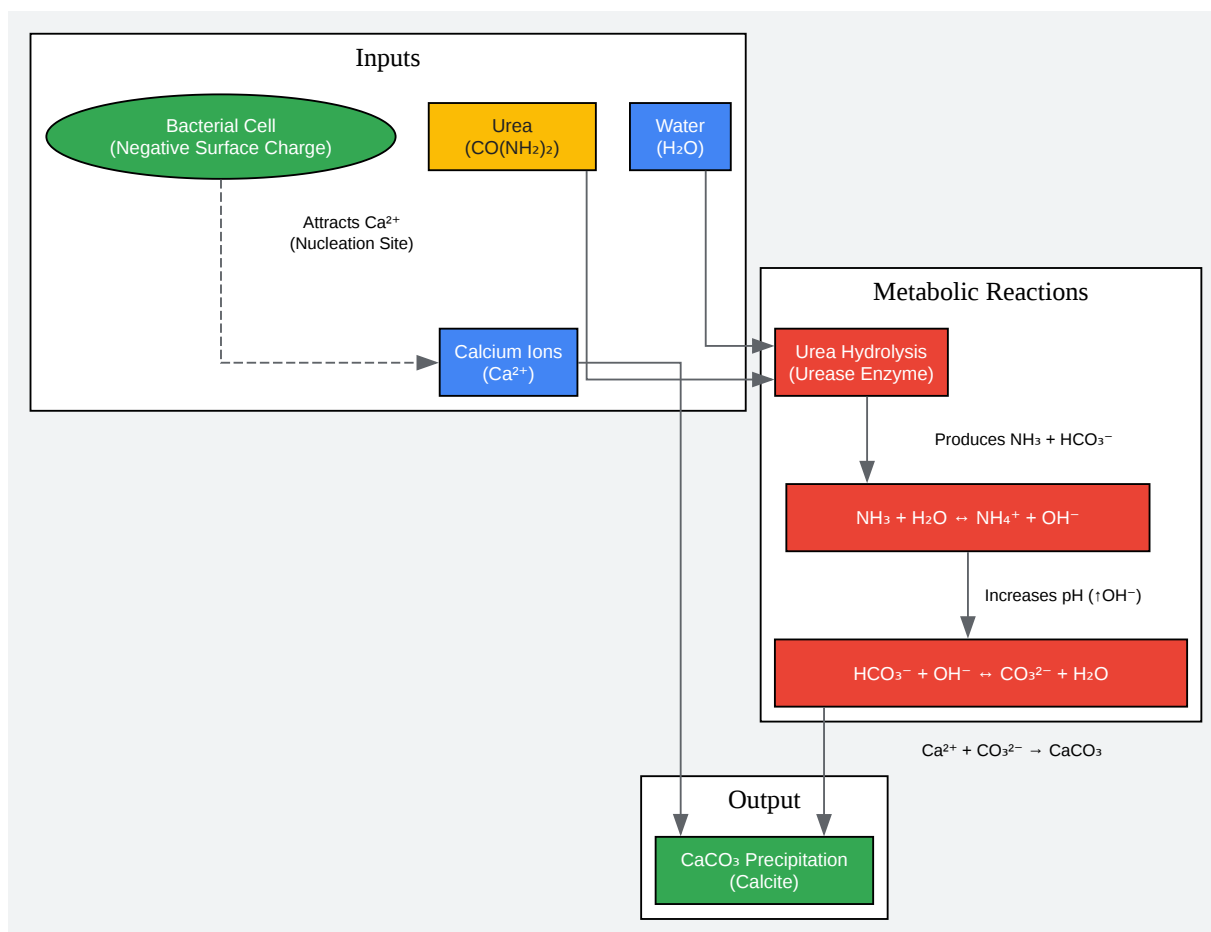 Inputs
Bacterial Cell
(Negative Surface Charge)
Urea
(CO(NH₂)₂)
Water
(H₂O)
Attracts Ca²⁺
(Nucleation Site)
Calcium Ions
(Ca²⁺)
Metabolic Reactions
Urea Hydrolysis
(Urease Enzyme)
Produces NH₃ + HCO₃⁻
NH₃ + H₂O ↔ NH₄⁺ + OH⁻
Increases pH (↑OH⁻)
HCO₃⁻ + OH⁻ ↔ CO₃²⁻ + H₂O
Ca²⁺ + CO₃²⁻ → CaCO₃
Output
CaCO₃ Precipitation
(Calcite)